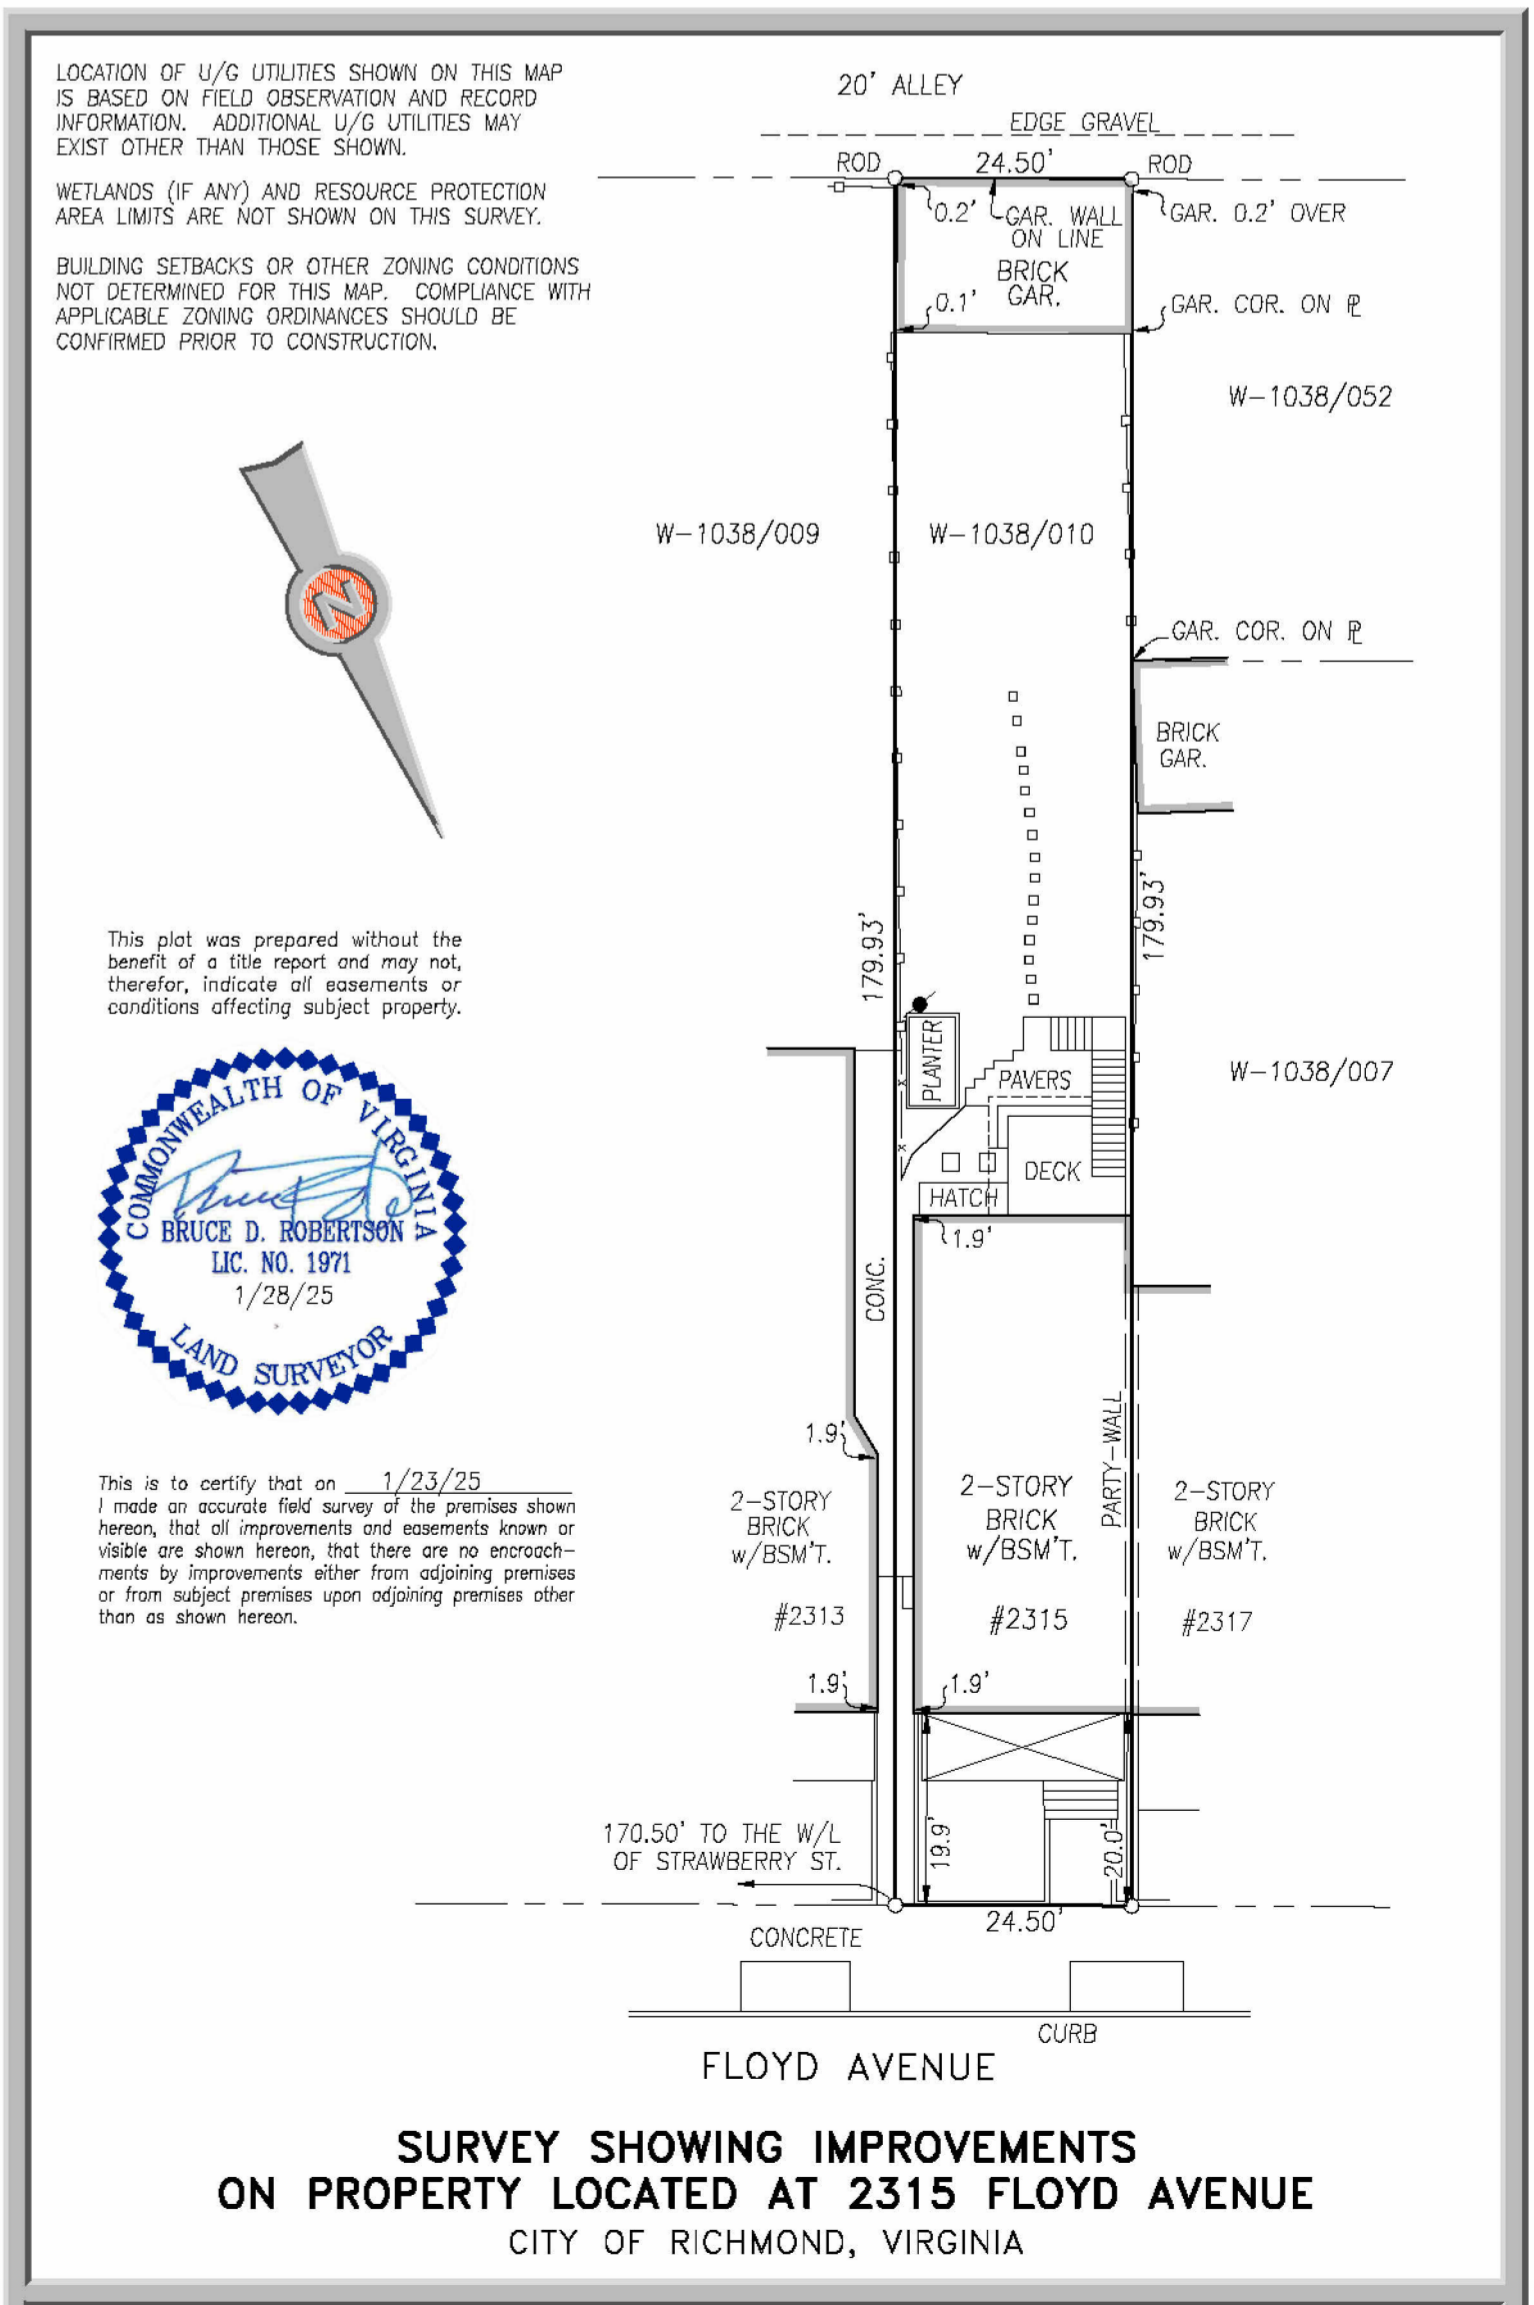 LOCATION OF U/G UTILITIES SHOWN ON THIS MAP
IS BASED ON FIELD OBSERVATION AND RECORD
INFORMATION. ADDITIONAL U/G UTILITIES MAY
EXIST OTHER THAN THOSE SHOWN.
WETLANDS (IF ANY) AND RESOURCE PROTECTION
AREA LIMITS ARE NOT SHOWN ON THIS SURVEY.
BUILDING SETBACKS OR OTHER ZONING CONDITIONS
NOT DETERMINED FOR THIS MAP. COMPLIANCE WITH
APPLICABLE ZONING ORDINANCES SHOULD BE
CONFIRMED PRIOR TO CONSTRUCTION.
20' ALLEY
EDGE GRAVEL
ROD
24.50'
ROD
0.2'
GAR. WALL
ON LINE
GAR. 0.2' OVER
BRICK
GAR.
0.1'
GAR. COR. ON PL
W-1038/052
W-1038/009
W-1038/010
N
GAR. COR. ON PL
BRICK
GAR.
179.93'
179.93'
This plat was prepared without the
benefit of a title report and may not,
therefor, indicate all easements or
conditions affecting subject property.
PLANTER
PAVERS
W-1038/007
DECK
HATCH
1.9'
CONC.
COMMONWEALTH OF VIRGINIA
BRUCE D. ROBERTSON
LIC. NO. 1971
1/28/25
LAND SURVEYOR
1.9'
PARTY-WALL
This is to certify that on 1/23/25
I made an accurate field survey of the premises shown
hereon, that all improvements and easements known or
visible are shown hereon, that there are no encroach-
ments by improvements either from adjoining premises
or from subject premises upon adjoining premises other
than as shown hereon.
2-STORY
BRICK
w/BSM'T.
#2313
2-STORY
BRICK
w/BSM'T.
#2315
2-STORY
BRICK
w/BSM'T.
#2317
1.9'
1.9'
170.50' TO THE W/L
OF STRAWBERRY ST.
19.9'
20.0'
24.50'
CONCRETE
CURB
FLOYD AVENUE
SURVEY SHOWING IMPROVEMENTS
ON PROPERTY LOCATED AT 2315 FLOYD AVENUE
CITY OF RICHMOND, VIRGINIA